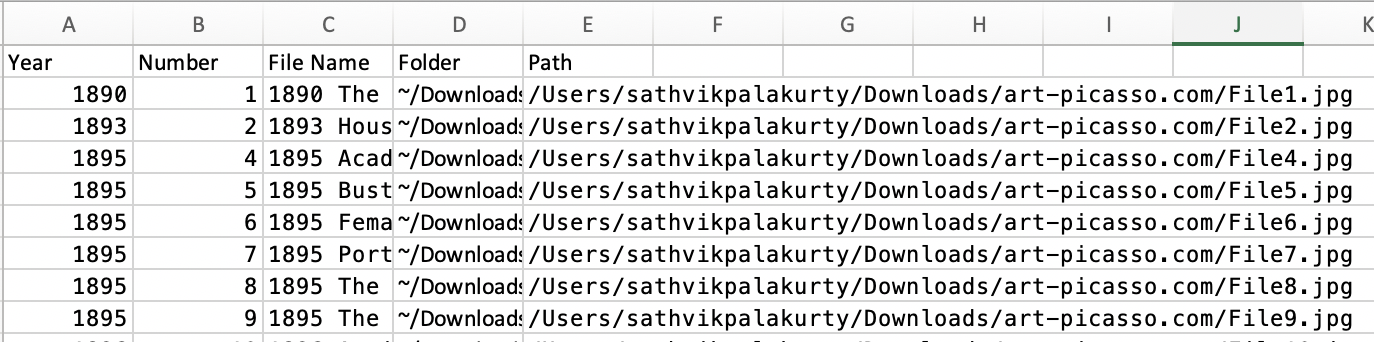 A B C D E F G H I J K
Year Number File Name Folder Path
1890 1 1890 The ~/Downloads /Users/sathvikpalakurty/Downloads/art-picasso.com/File1.jpg
1893 2 1893 Hous ~/Downloads /Users/sathvikpalakurty/Downloads/art-picasso.com/File2.jpg
1895 4 1895 Acad ~/Downloads /Users/sathvikpalakurty/Downloads/art-picasso.com/File4.jpg
1895 5 1895 Bust ~/Downloads /Users/sathvikpalakurty/Downloads/art-picasso.com/File5.jpg
1895 6 1895 Fema ~/Downloads /Users/sathvikpalakurty/Downloads/art-picasso.com/File6.jpg
1895 7 1895 Port ~/Downloads /Users/sathvikpalakurty/Downloads/art-picasso.com/File7.jpg
1895 8 1895 The ~/Downloads /Users/sathvikpalakurty/Downloads/art-picasso.com/File8.jpg
1895 9 1895 The ~/Downloads /Users/sathvikpalakurty/Downloads/art-picasso.com/File9.jpg